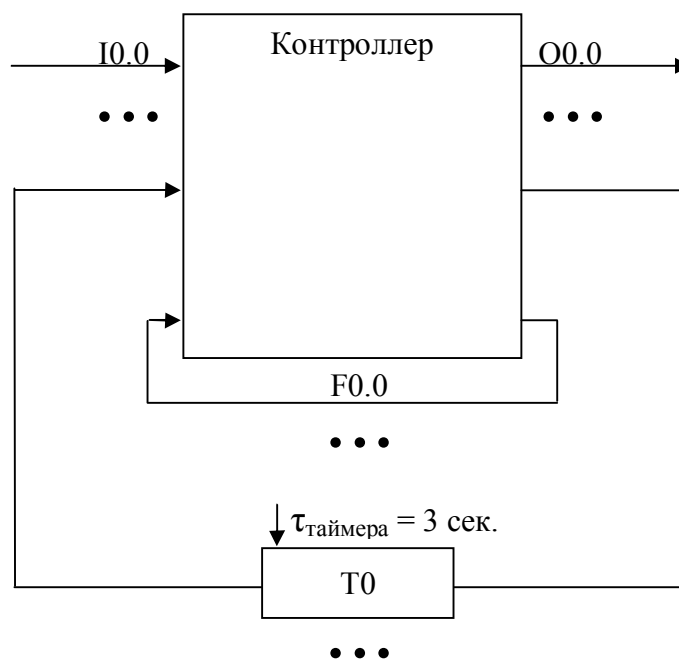 Контроллер
I0.0
O0.0
F0.0
τтаймера = 3 сек.
T0